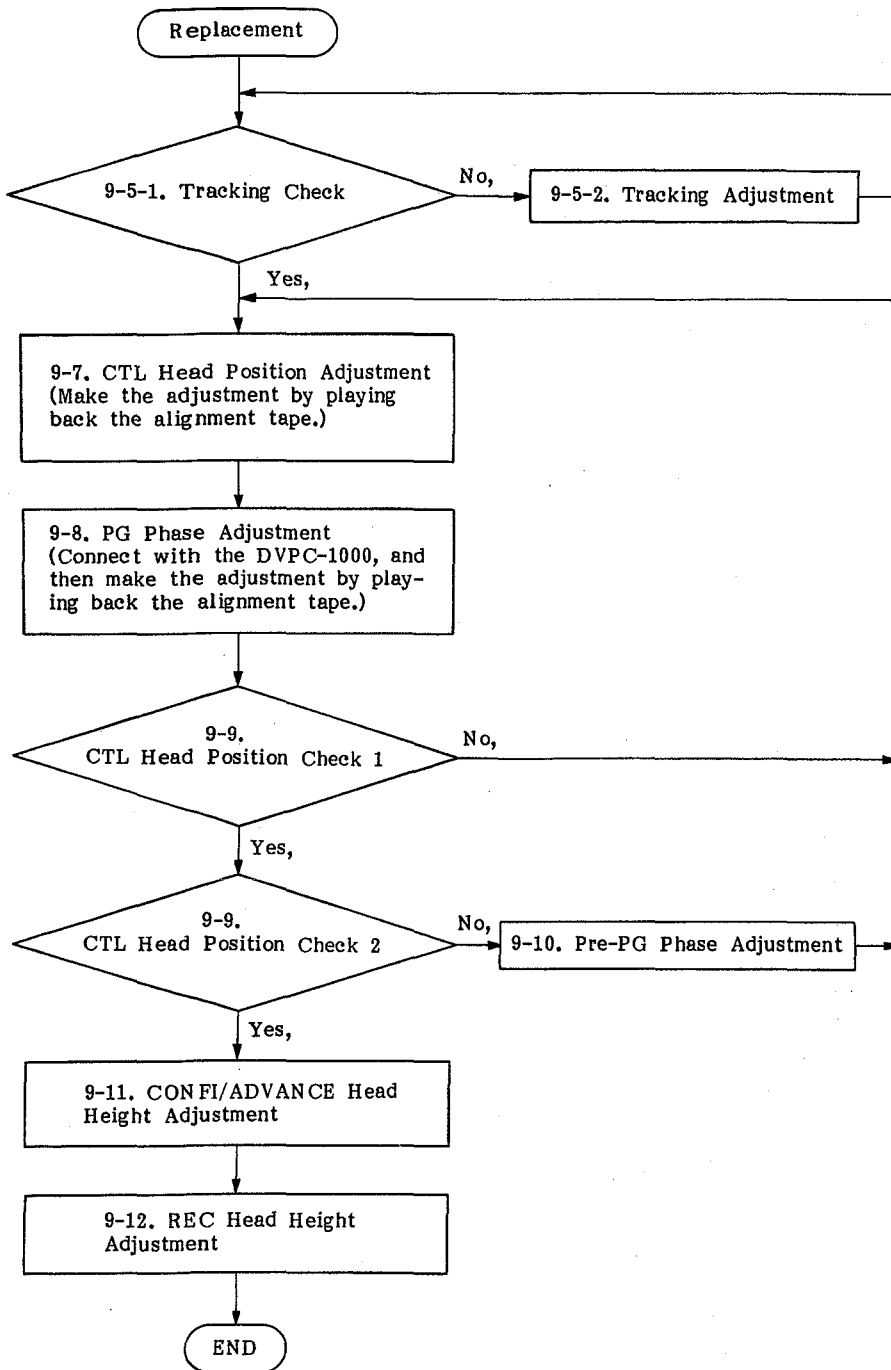 Replacement
9-5-1. Tracking Check
No,
9-5-2. Tracking Adjustment
Yes,
9-7. CTL Head Position Adjustment
(Make the adjustment by playing
back the alignment tape.)
9-8. PG Phase Adjustment
(Connect with the DVPC-1000, and
then make the adjustment by play-
ing back the alignment tape.)
9-9.
CTL Head Position Check 1
No,
Yes,
9-9.
CTL Head Position Check 2
No,
9-10. Pre-PG Phase Adjustment
Yes,
9-11. CONFI/ADVANCE Head
Height Adjustment
9-12. REC Head Height
Adjustment
END